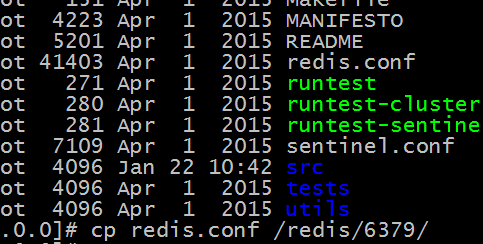 ot 151 Apr 1 2015 Makefile
ot 4223 Apr 1 2015 MANIFESTO
ot 5201 Apr 1 2015 README
ot 41403 Apr 1 2015 redis.conf
ot 271 Apr 1 2015 runtest
ot 280 Apr 1 2015 runtest-cluster
ot 281 Apr 1 2015 runtest-sentine
ot 7109 Apr 1 2015 sentinel.conf
ot 4096 Jan 22 10:42 src
ot 4096 Apr 1 2015 tests
ot 4096 Apr 1 2015 utils
.0.0]# cp redis.conf /redis/6379/